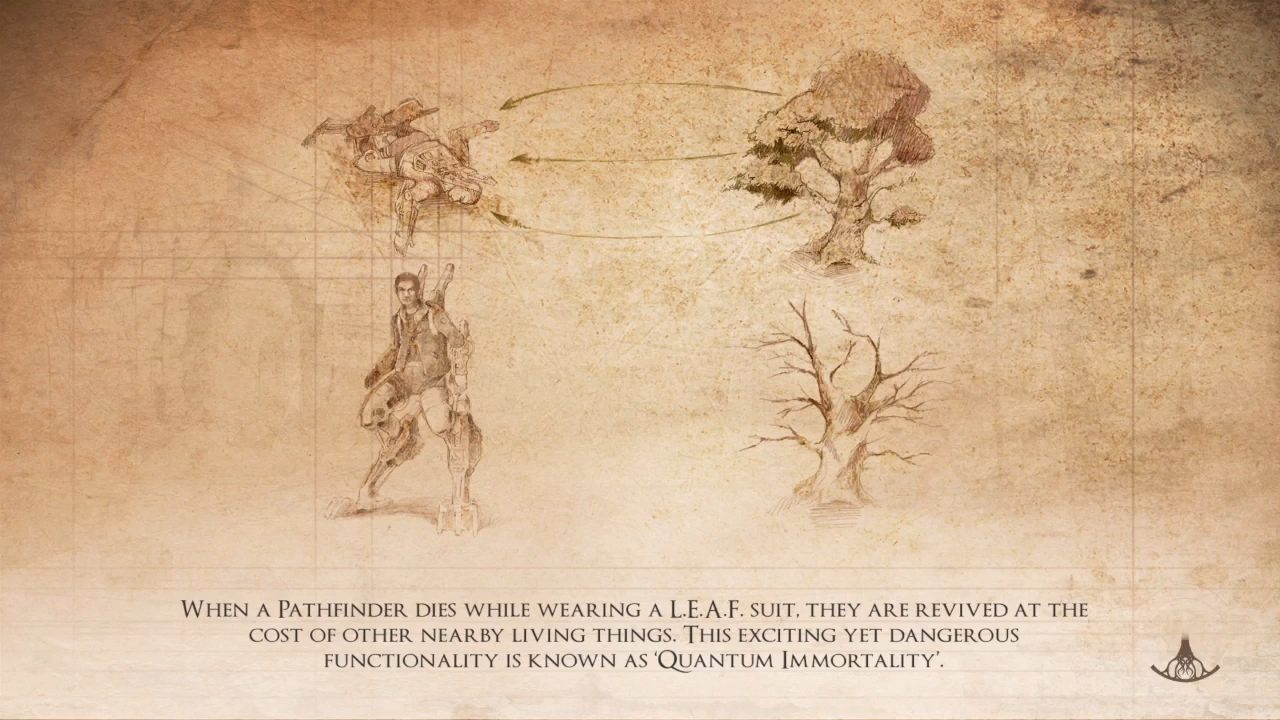 When a Pathfinder dies while wearing a L.E.A.F. suit, they are revived at the
cost of other nearby living things. This exciting yet dangerous
functionality is known as ‘Quantum Immortality’.